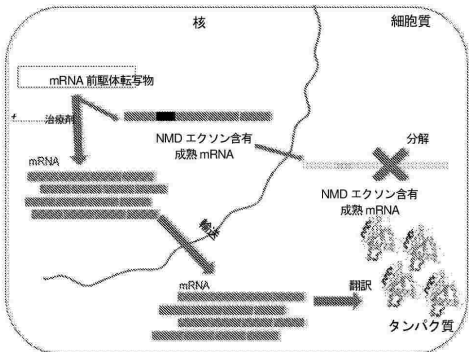 核
細胞質
mRNA 前駆体転写物
治療剤
NMD エクソン含有
成熟 mRNA
分解
mRNA
NMD エクソン含有
成熟 mRNA
輸送
mRNA
翻訳
タンパク質